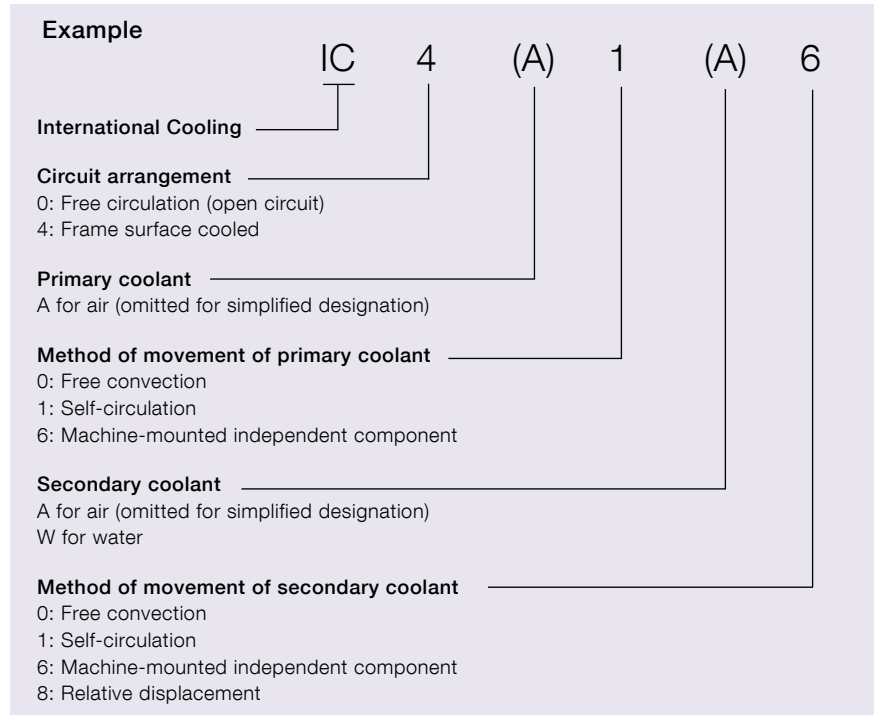 Example
IC 4 (A) 1 (A) 6
International Cooling
Circuit arrangement
0: Free circulation (open circuit)
4: Frame surface cooled
Primary coolant
A for air (omitted for simplified designation)
Method of movement of primary coolant
0: Free convection
1: Self-circulation
6: Machine-mounted independent component
Secondary coolant
A for air (omitted for simplified designation)
W for water
Method of movement of secondary coolant
0: Free convection
1: Self-circulation
6: Machine-mounted independent component
8: Relative displacement